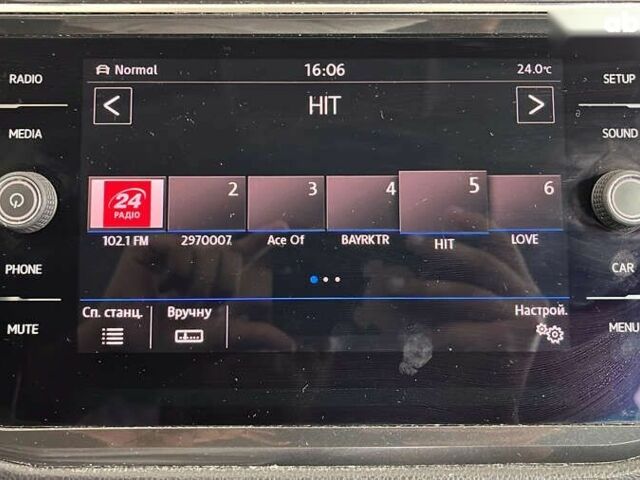 RADIO
MEDIA
PHONE
MUTE
Normal
16:06
24.0°C
<
HIT
>
24
РАДІО
2
3
4
5
6
102.1 FM
2970007.
Ace Of
BAYRKTR
HIT
LOVE
Сп. станц.
Вручну
Настрой.
SETUP
SOUND
CAR
MENU